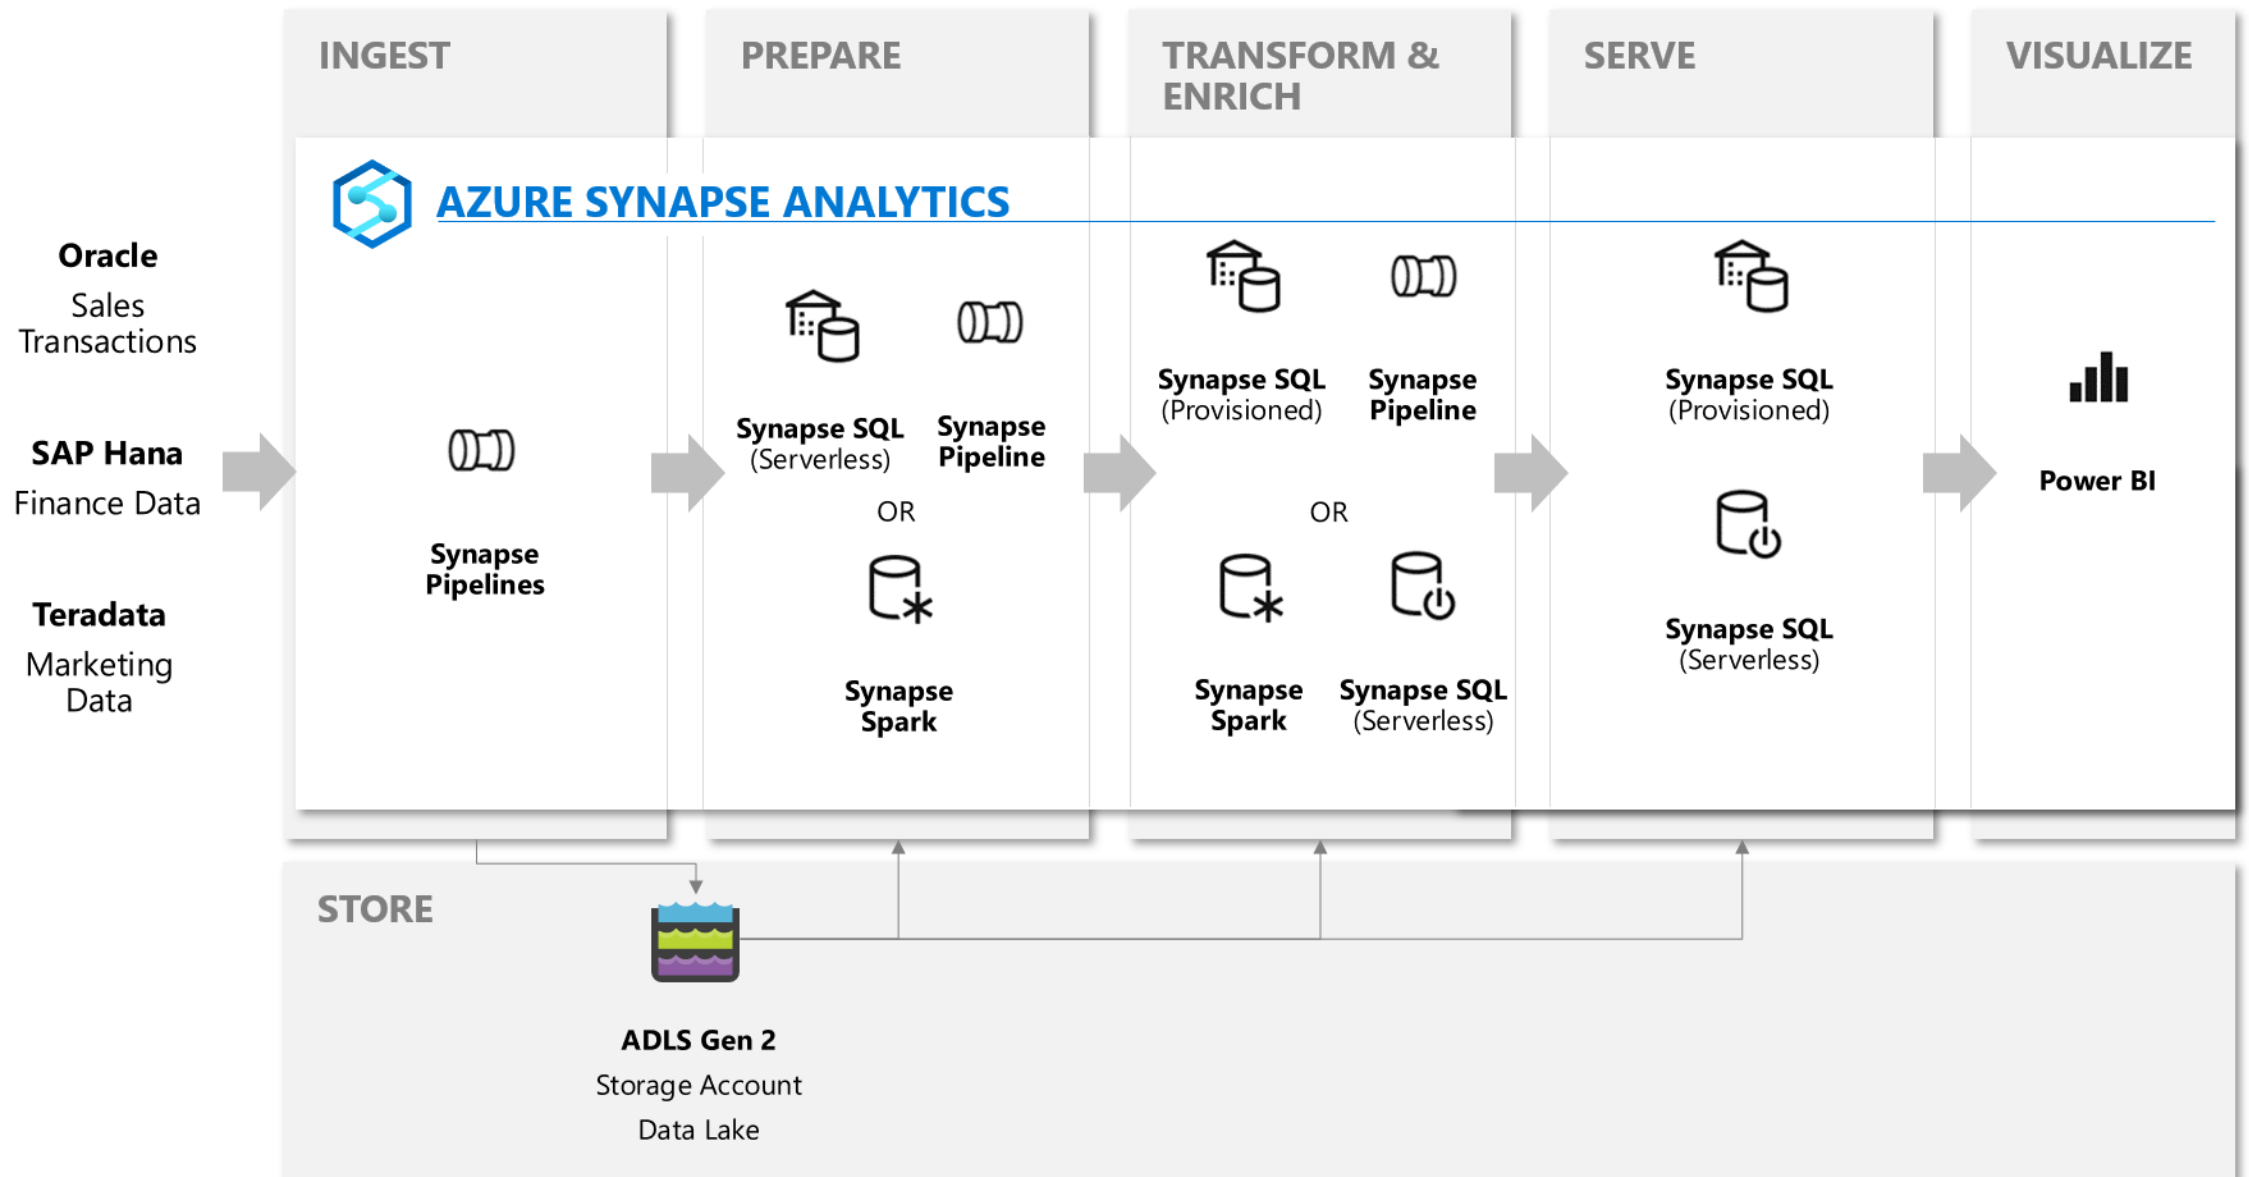 INGEST
PREPARE
TRANSFORM &
ENRICH
SERVE
VISUALIZE
AZURE SYNAPSE ANALYTICS
Oracle
Sales
Transactions
SAP Hana
Finance Data
Teradata
Marketing
Data
Synapse
Pipelines
Synapse SQL
(Serverless)
Synapse
Pipeline
OR
Synapse
Spark
Synapse SQL
(Provisioned)
Synapse
Pipeline
OR
Synapse
Spark
Synapse SQL
(Serverless)
Synapse SQL
(Provisioned)
Synapse SQL
(Serverless)
Power BI
STORE
ADLS Gen 2
Storage Account
Data Lake